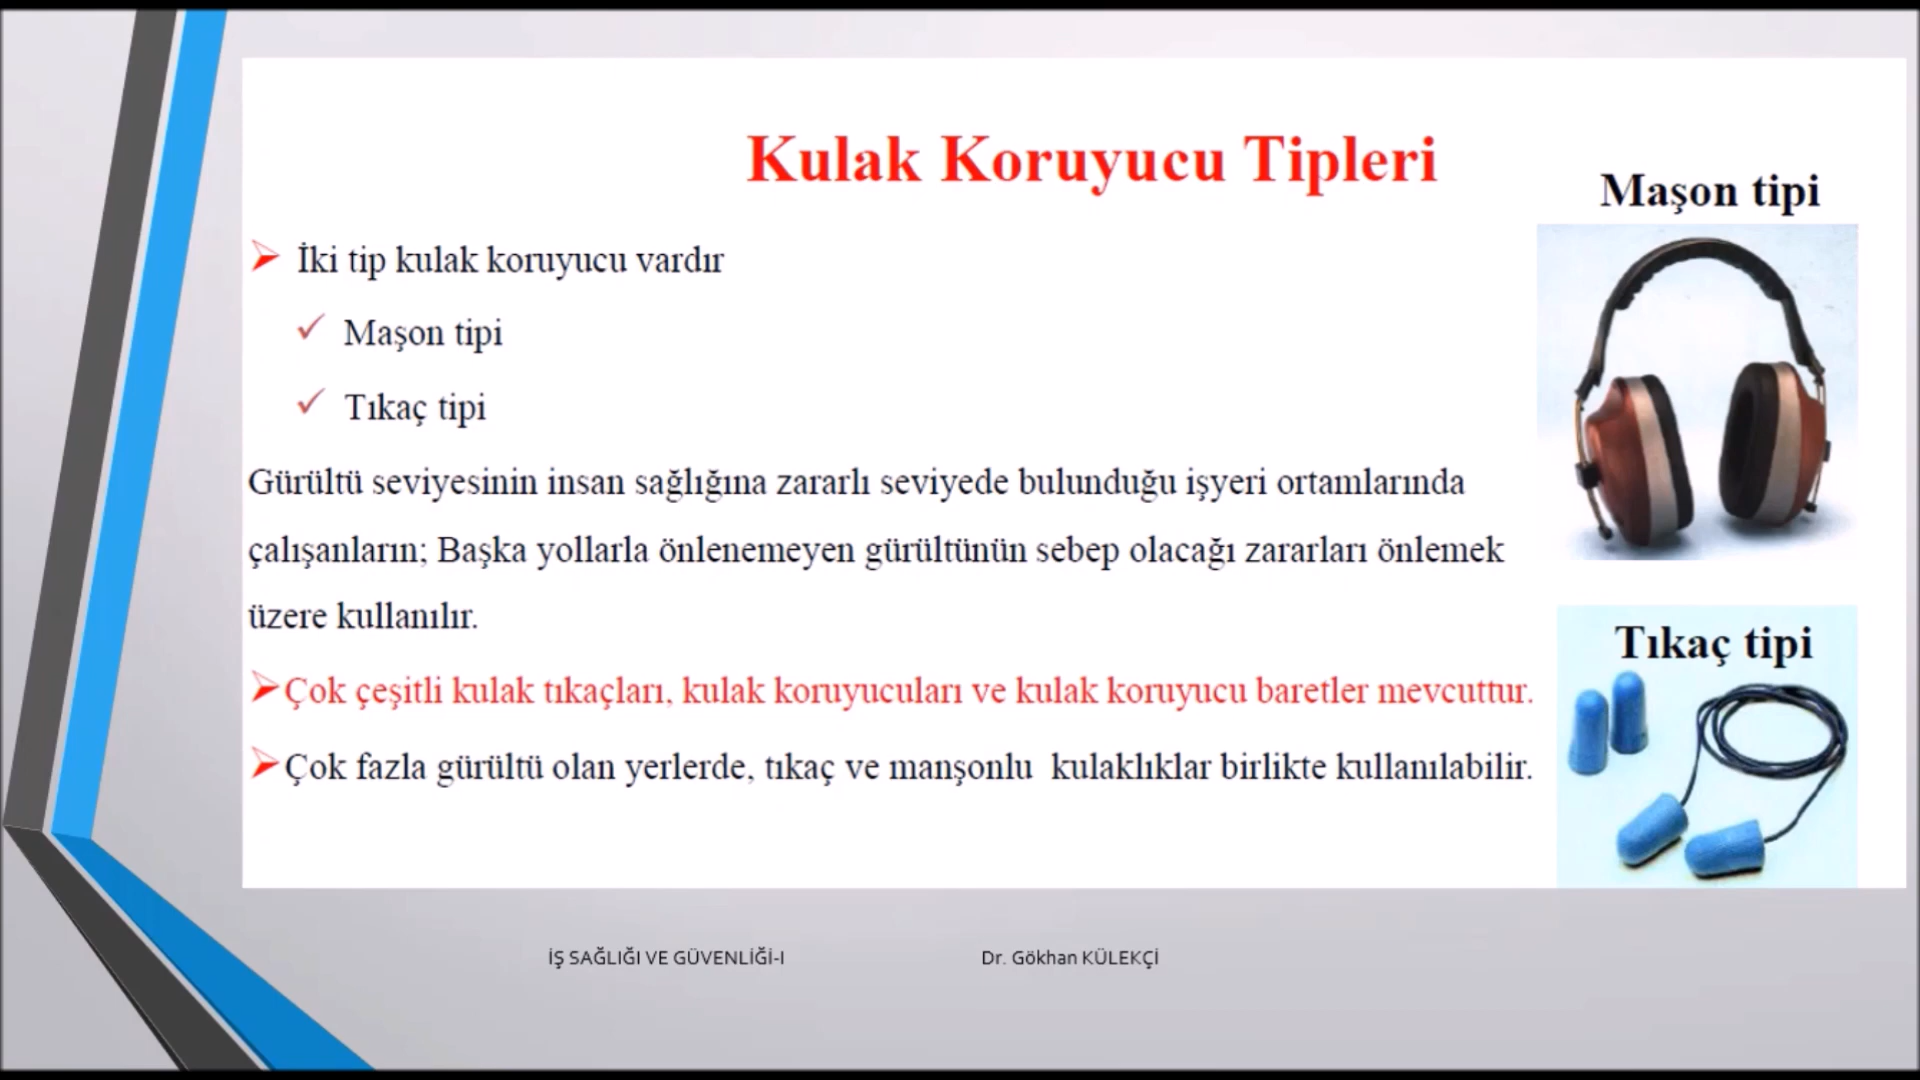 Kulak Koruyucu Tipleri
Maşon tipi
İki tip kulak koruyucu vardır
Maşon tipi
Tıkaç tipi
Gürültü seviyesinin insan sağlığına zararlı seviyede bulunduğu işyeri ortamlarında
çalışanların; Başka yollarla önlenemeyen gürültünün sebep olacağı zararları önlemek
üzere kullanılır.
Tıkaç tipi
Çok çeşitli kulak tıkaçları, kulak koruyucuları ve kulak koruyucu baretler mevcuttur.
Çok fazla gürültü olan yerlerde, tıkaç ve manşonlu kulaklıklar birlikte kullanılabilir.
İŞ SAĞLIĞI VE GÜVENLİĞİ-I
Dr. Gökhan KÜLEKÇİ